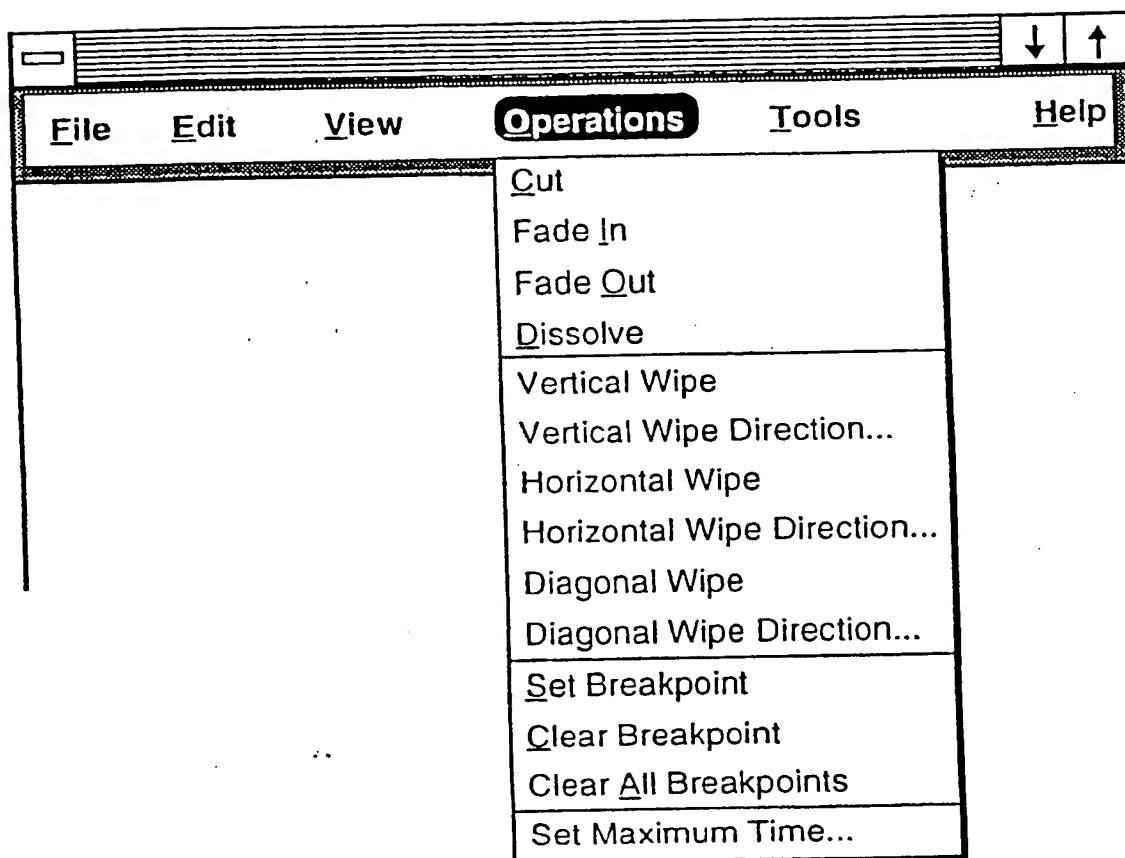 File Edit View Operations Tools Help
Cut
Fade In
Fade Out
Dissolve
Vertical Wipe
Vertical Wipe Direction...
Horizontal Wipe
Horizontal Wipe Direction...
Diagonal Wipe
Diagonal Wipe Direction...
Set Breakpoint
Clear Breakpoint
Clear All Breakpoints
Set Maximum Time...